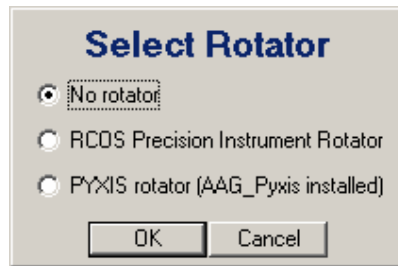 Select Rotator
No rotator
RCOS Precision Instrument Rotator
PYXIS rotator (AAG_Pyxis installed)
OK Cancel